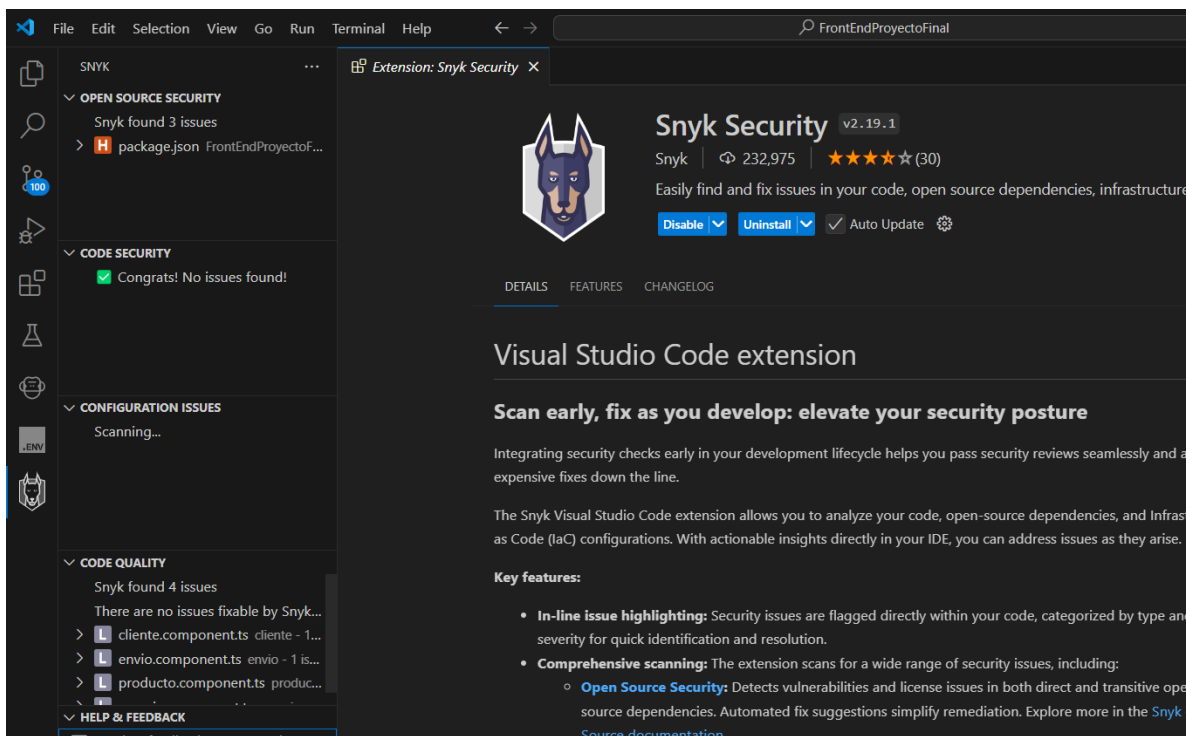 File Edit Selection View Go Run Terminal Help
FrontEndProyectoFinal
SNYK
OPEN SOURCE SECURITY
Snyk found 3 issues
H package.json FrontEndProyectoF...
100
CODE SECURITY
Congrats! No issues found!
CONFIGURATION ISSUES
Scanning...
.ENV
CODE QUALITY
Snyk found 4 issues
There are no issues fixable by Snyk...
L cliente.component.ts cliente - 1...
L envio.component.ts envio - 1 is...
L producto.component.ts produc...
HELP & FEEDBACK
Extension: Snyk Security
Snyk Security v2.19.1
Snyk 232,975 (30)
Easily find and fix issues in your code, open source dependencies, infrastructure
Disable Uninstall Auto Update
DETAILS FEATURES CHANGELOG
Visual Studio Code extension
Scan early, fix as you develop: elevate your security posture
Integrating security checks early in your development lifecycle helps you pass security reviews seamlessly and a
expensive fixes down the line.
The Snyk Visual Studio Code extension allows you to analyze your code, open-source dependencies, and Infrast
as Code (IaC) configurations. With actionable insights directly in your IDE, you can address issues as they arise.
Key features:
• In-line issue highlighting: Security issues are flagged directly within your code, categorized by type and
severity for quick identification and resolution.
• Comprehensive scanning: The extension scans for a wide range of security issues, including:
Open Source Security: Detects vulnerabilities and license issues in both direct and transitive ope
source dependencies. Automated fix suggestions simplify remediation. Explore more in the Snyk
Source documentation